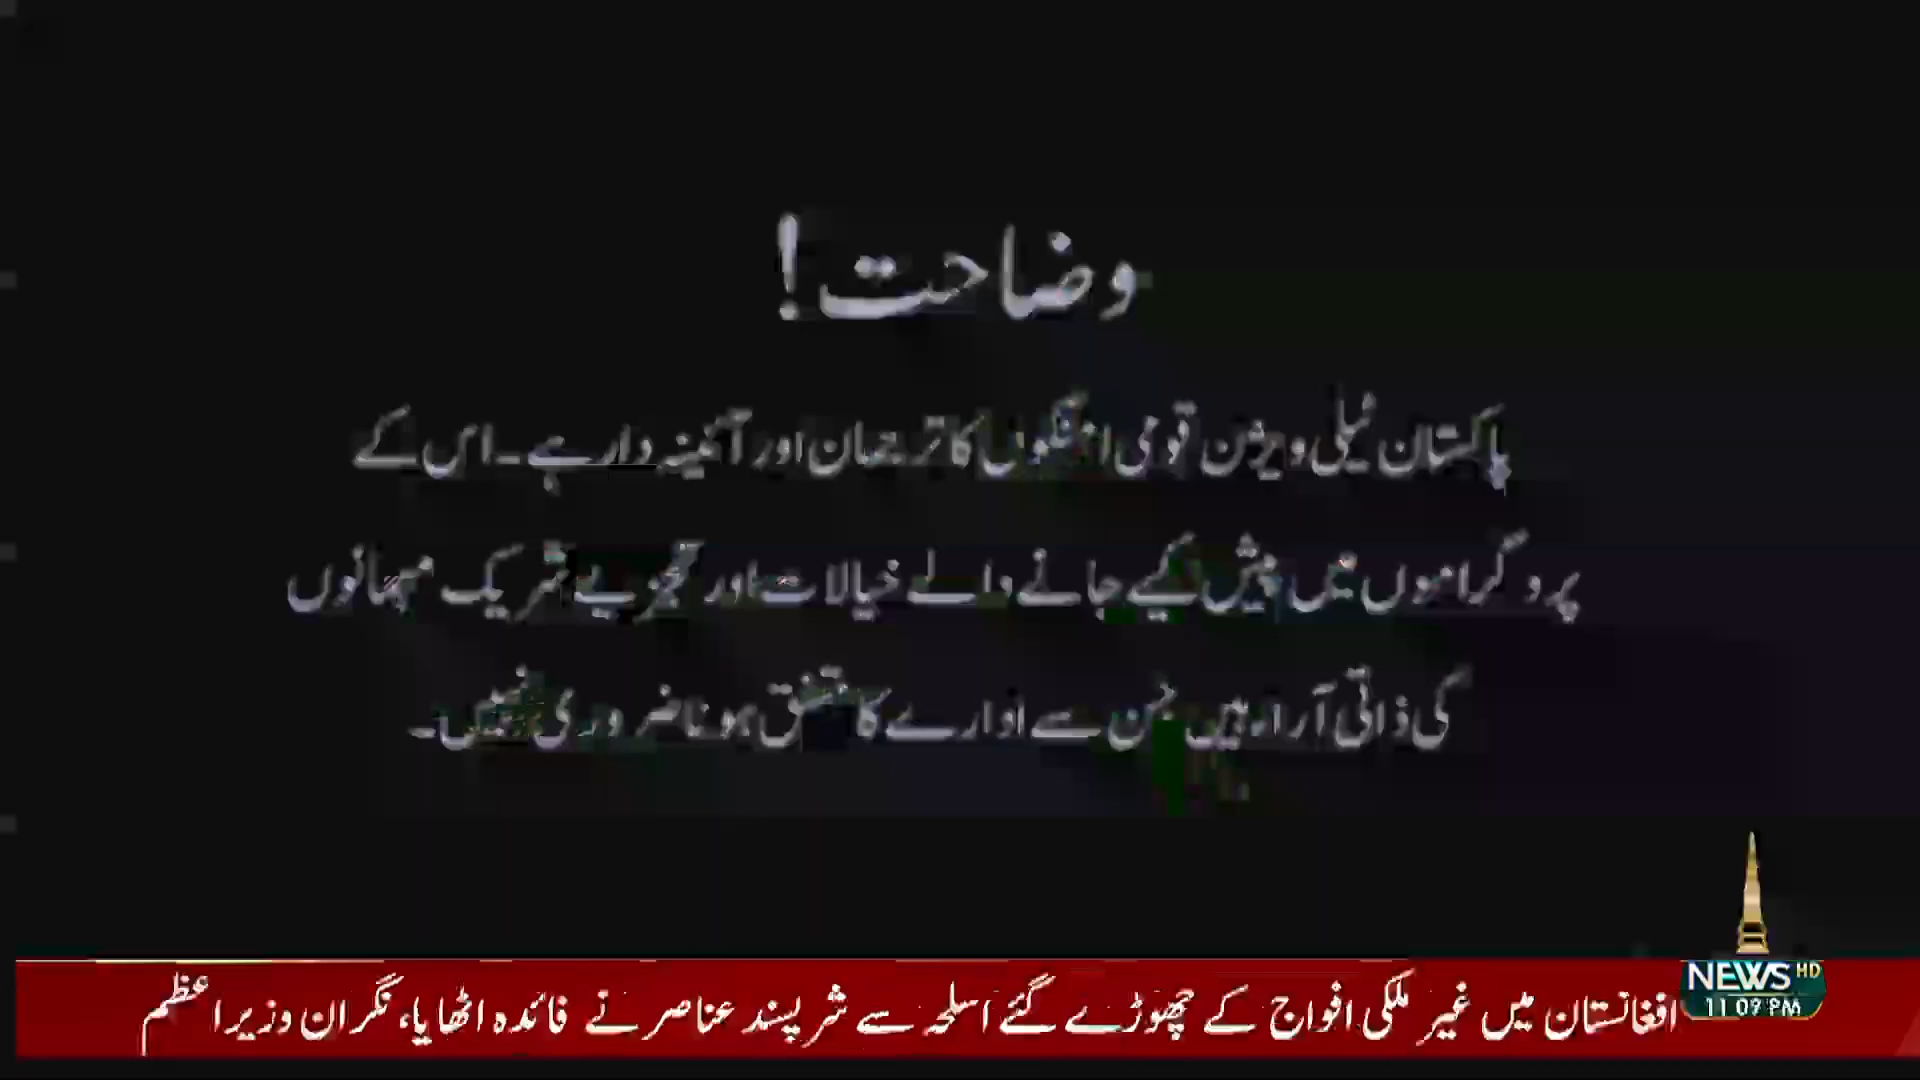 وضاحت!
پاکستان ٹیلی ویژن قومی امنگوں کا ترجمان اور آئینہ دار ہے۔ اس کے
پروگراموں میں پیش کیے جانے والے خیالات اور تجزیے شریک مہمانوں
کی ذاتی آراء ہیں جن سے ادارے کا متفق ہونا ضروری نہیں۔
NEWS HD
11 09 PM
افغانستان میں غیر ملکی افواج کے چھوڑے گئے اسلحہ سے شرپسند عناصر نے فائدہ اٹھایا، نگران وزیراعظم